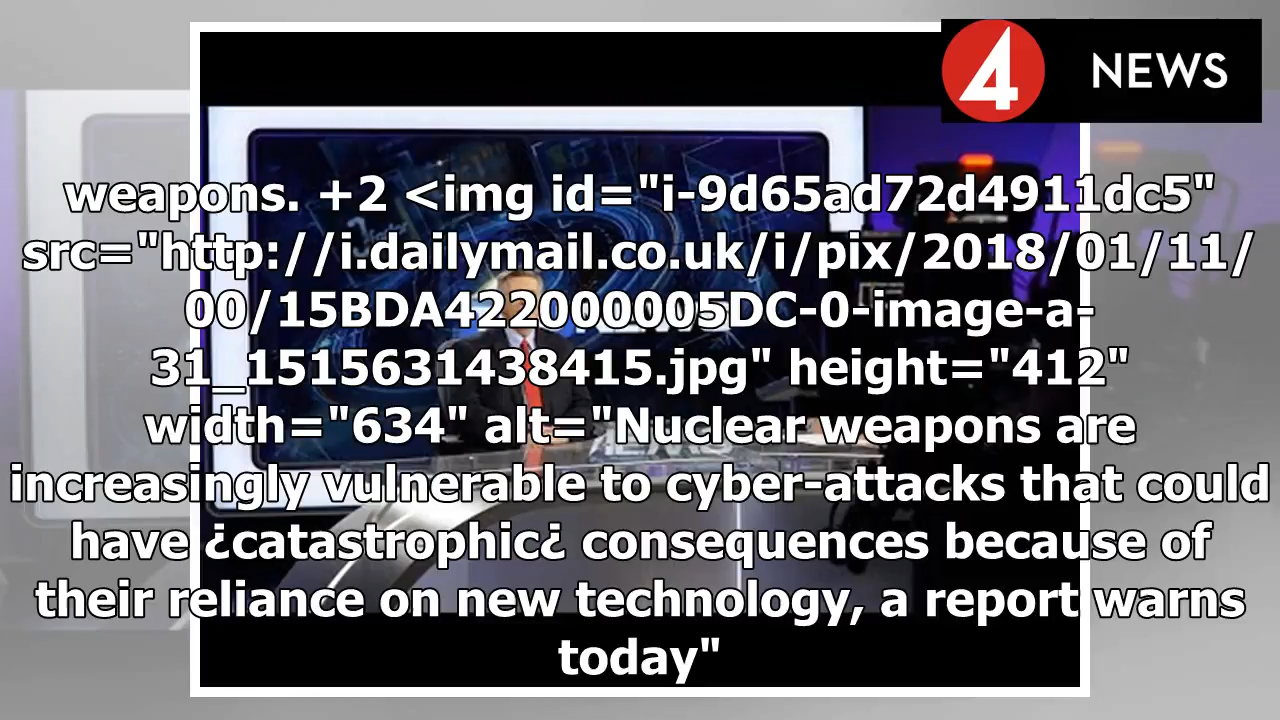 4 NEWS
weapons. +2 <img id="i-9d65ad72d4911dc5"
src="http://i.dailymail.co.uk/i/pix/2018/01/11/
00/15BDA422000005DC-0-image-a-
31_1515631438415.jpg" height="412"
width="634" alt="Nuclear weapons are
increasingly vulnerable to cyber-attacks that could
have ¿catastrophic¿ consequences because of
their reliance on new technology, a report warns
today"